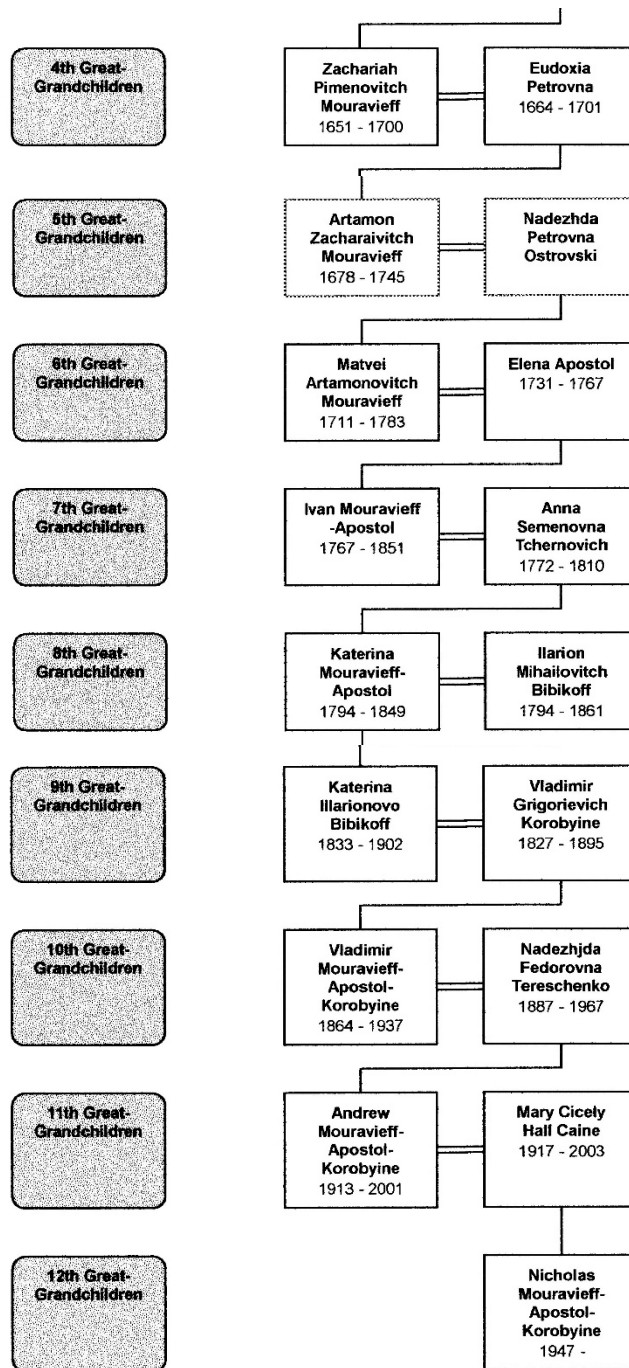 4th Great-
Grandchildren
Zachariah
Pimenovitch
Mouravieff
1651 - 1700
Eudoxia
Petrovna
1664 - 1701
5th Great-
Grandchildren
Artamon
Zacharaivitch
Mouravieff
1678 - 1745
Nadezhda
Petrovna
Ostrovski
6th Great-
Grandchildren
Matvei
Artamonovitch
Mouravieff
1711 - 1783
Elena Apostol
1731 - 1767
7th Great-
Grandchildren
Ivan Mouravieff
-Apostol
1767 - 1851
Anna
Semenovna
Tchernovich
1772 - 1810
8th Great-
Grandchildren
Katerina
Mouravieff-
Apostol
1794 - 1849
Ilarion
Mihailovitch
Bibikoff
1794 - 1861
9th Great-
Grandchildren
Katerina
Illarionovo
Bibikoff
1833 - 1902
Vladimir
Grigorievich
Korobyine
1827 - 1895
10th Great-
Grandchildren
Vladimir
Mouravieff-
Apostol-
Korobyine
1864 - 1937
Nadezhjda
Fedorovna
Tereschenko
1887 - 1967
11th Great-
Grandchildren
Andrew
Mouravieff-
Apostol-
Korobyine
1913 - 2001
Mary Cicely
Hall Caine
1917 - 2003
12th Great-
Grandchildren
Nicholas
Mouravieff-
Apostol-
Korobyine
1947 -